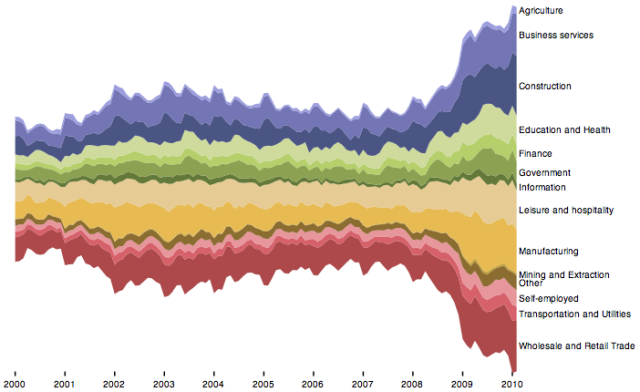 Agriculture
Business services
Construction
Education and Health
Finance
Government
Information
Leisure and hospitality
Manufacturing
Mining and Extraction
Other
Self-employed
Transportation and Utilities
Wholesale and Retail Trade
2000 2001 2002 2003 2004 2005 2006 2007 2008 2009 2010